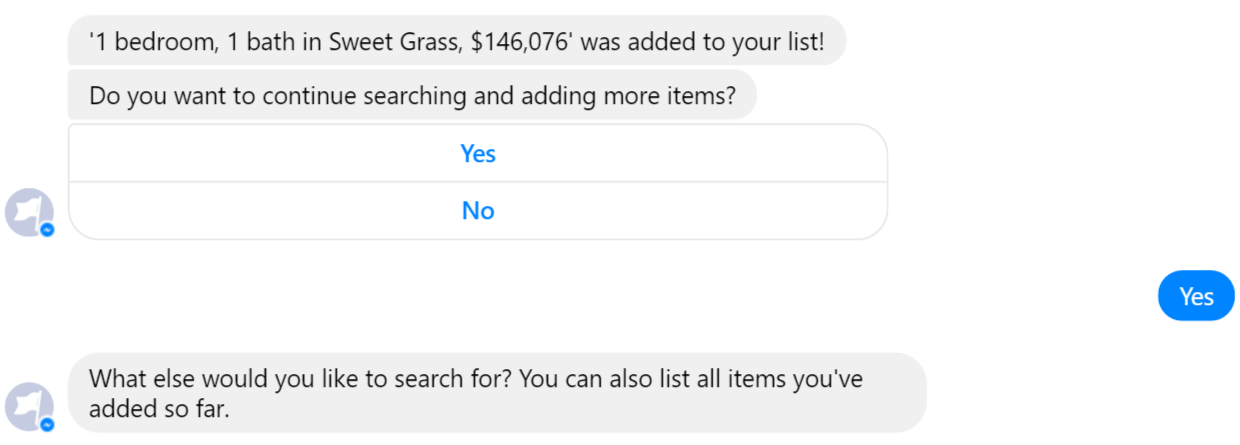 '1 bedroom, 1 bath in Sweet Grass, $146,076' was added to your list!
Do you want to continue searching and adding more items?
Yes
No
Yes
What else would you like to search for? You can also list all items you've
added so far.